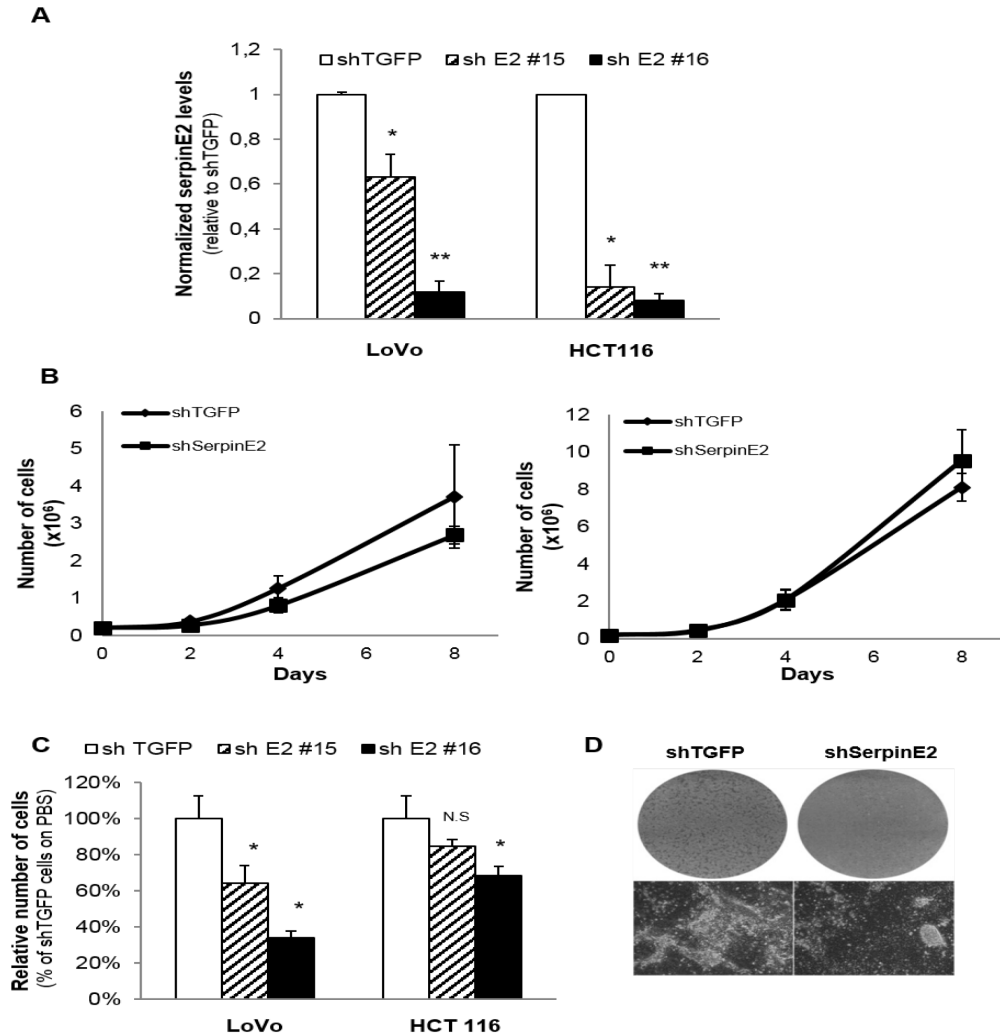 A
shTGFP sh E2 #15 sh E2 #16
Normalized serpinE2 levels
(relative to shTGFP)
1,2
1
0,8
0,6
0,4
0,2
0
*
**
*
**
LoVo HCT116
B
6
5
4
3
2
1
0
Number of cells
(x10⁶)
shTGFP
shSerpinE2
0 2 4 6 8
Days
12
10
8
6
4
2
0
Number of cells
(x10⁶)
shTGFP
shSerpinE2
0 2 4 6 8
Days
C
sh TGFP sh E2 #15 sh E2 #16
Relative number of cells
(% of shTGFP cells on PBS)
120%
100%
80%
60%
40%
20%
0%
*
*
N.S
*
LoVo HCT 116
D
shTGFP shSerpinE2